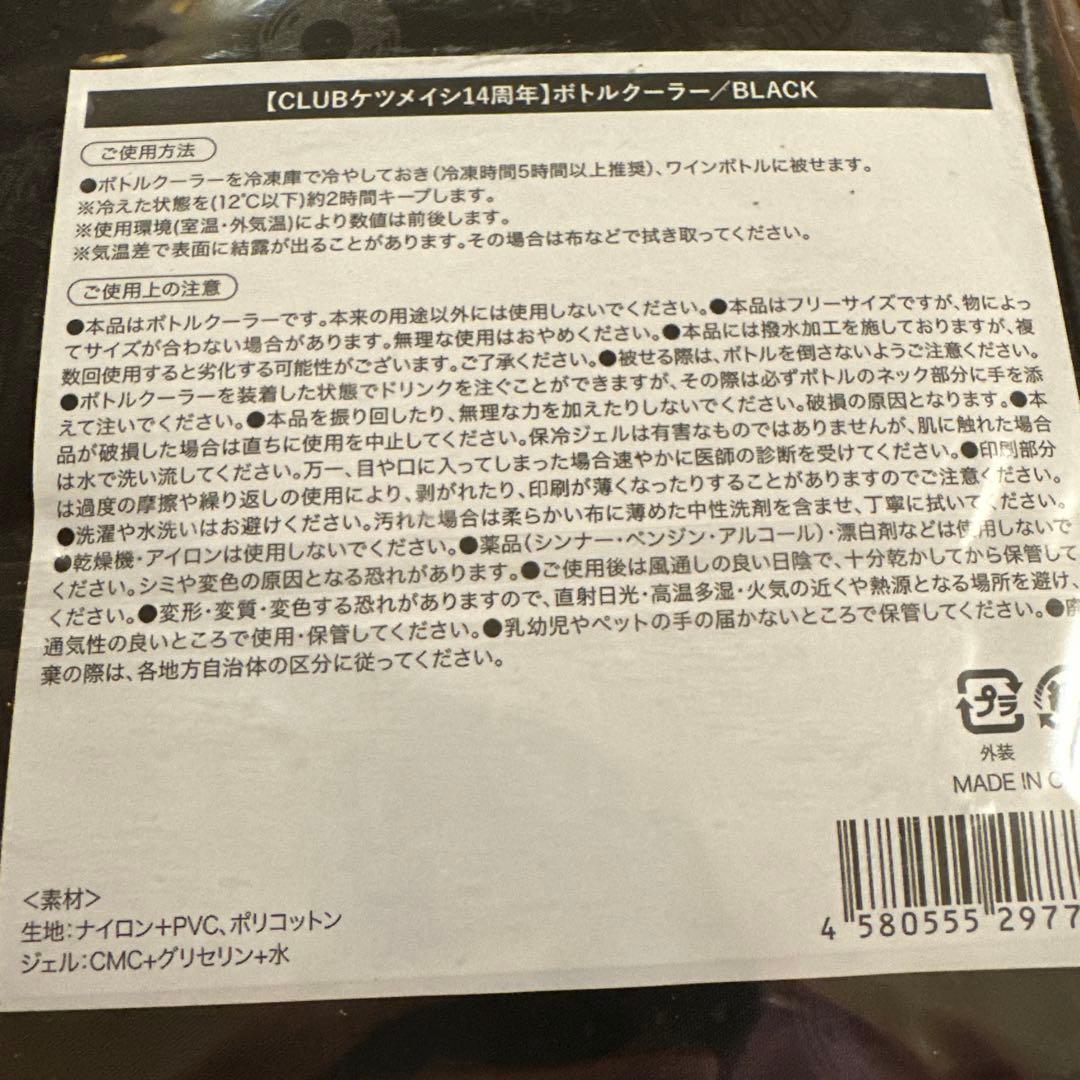 【CLUBケツメイシ14周年】ボトルクーラー／BLACK
ご使用方法
●ボトルクーラーを冷凍庫で冷やしておき(冷凍時間5時間以上推奨)、ワインボトルに被せます。
※冷えた状態を(12℃以下)約2時間キープします。
※使用環境(室温・外気温)により数値は前後します。
※気温差で表面に結露が出ることがあります。その場合は布などで拭き取ってください。
ご使用上の注意
●本品はボトルクーラーです。本来の用途以外には使用しないでください。●本品はフリーサイズですが、物によっ
てサイズが合わない場合があります。無理な使用はおやめください。●本品には撥水加工を施しておりますが、複
数回使用すると劣化する可能性がございます。ご了承ください。●被せる際は、ボトルを倒さないようご注意ください。
●ボトルクーラーを装着した状態でドリンクを注ぐことができますが、その際は必ずボトルのネック部分に手を添
えて注いでください。●本品を振り回したり、無理な力を加えたりしないでください。破損の原因となります。●本
品が破損した場合は直ちに使用を中止してください。保冷ジェルは有害なものではありませんが、肌に触れた場合
は水で洗い流してください。万一、目や口に入ってしまった場合速やかに医師の診断を受けてください。●印刷部分
は過度の摩擦や繰り返しの使用により、剥がれたり、印刷が薄くなったりすることがありますのでご注意ください。
●洗濯や水洗いはお避けください。汚れた場合は柔らかい布に薄めた中性洗剤を含ませ、丁寧に拭いてください。
●乾燥機・アイロンは使用しないでください。●薬品(シンナー・ベンジン・アルコール)・漂白剤などは使用しないで
ください。シミや変色の原因となる恐れがあります。●ご使用後は風通しの良い日陰で、十分乾かしてから保管して
ください。●変形・変質・変色する恐れがありますので、直射日光・高温多湿・火気の近くや熱源となる場所を避け、
通気性の良いところで使用・保管してください。●乳幼児やペットの手の届かないところで保管してください。●廃
棄の際は、各地方自治体の区分に従ってください。
プラ
外装
MADE IN C
4 580555 2977
＜素材＞
生地:ナイロン+PVC、ポリコットン
ジェル:CMC+グリセリン+水